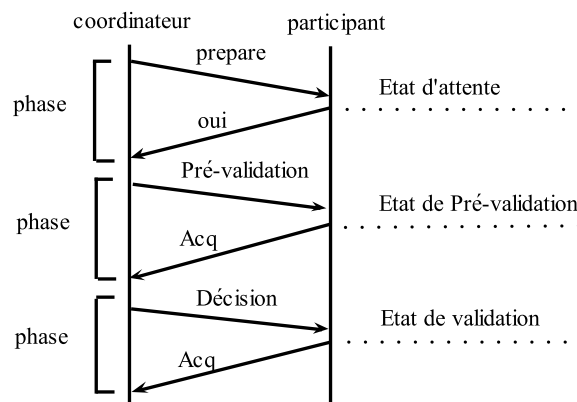 coordinateur
participant
prepare
Etat d'attente
phase
oui
Pré-validation
Etat de Pré-validation
phase
Acq
Décision
Etat de validation
phase
Acq